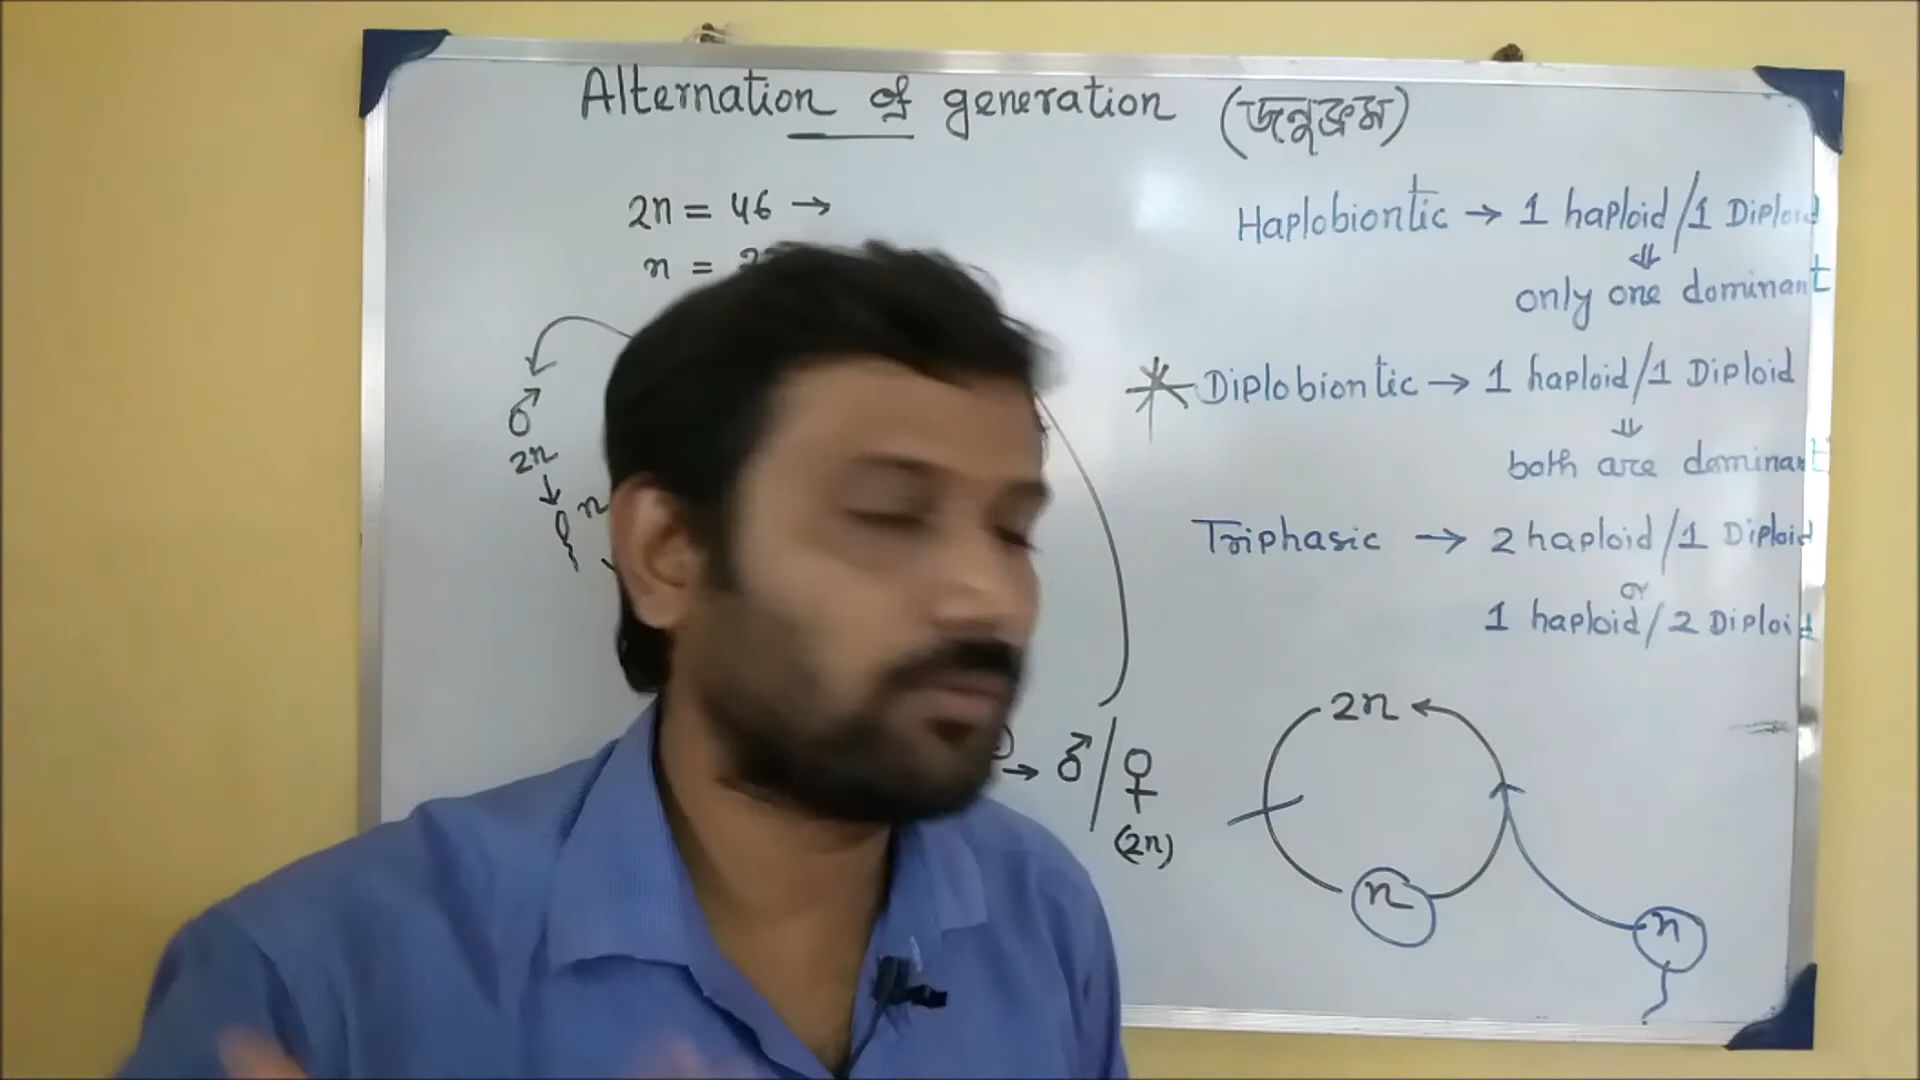 Alternation of generation (জনুক্রম)
2n = 46 →
n =
♂
2n
n
→ ♂/♀
(2n)
Haplobiontic → 1 haploid/1 Diploid
⇓
only one dominant
* Diplobiontic → 1 haploid/1 Diploid
⇓
both are dominant
Triphasic → 2 haploid/1 Diploid
or
1 haploid/2 Diploid
2n
n
n